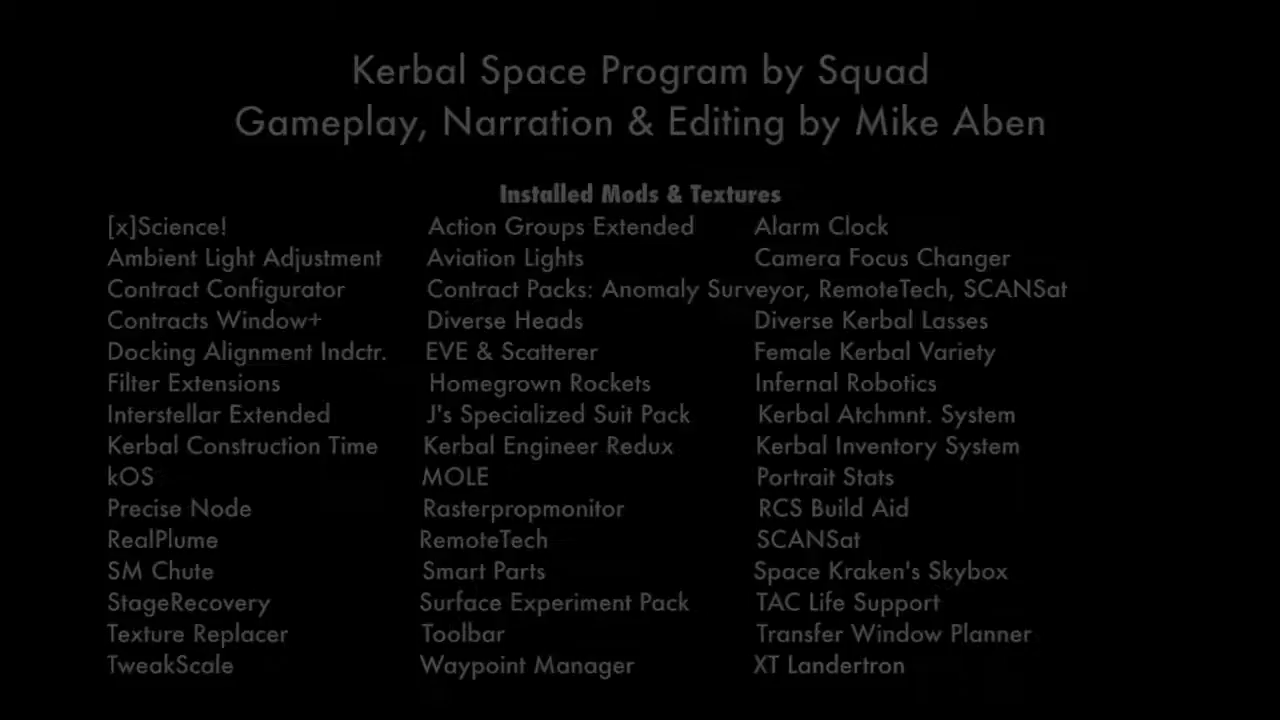 Kerbal Space Program by Squad
Gameplay, Narration & Editing by Mike Aben
Installed Mods & Textures
[x]Science! Action Groups Extended Alarm Clock
Ambient Light Adjustment Aviation Lights Camera Focus Changer
Contract Configurator Contract Packs: Anomaly Surveyor, RemoteTech, SCANSat
Contracts Window+ Diverse Heads Diverse Kerbal Lasses
Docking Alignment Indctr. EVE & Scatterer Female Kerbal Variety
Filter Extensions Homegrown Rockets Infernal Robotics
Interstellar Extended J's Specialized Suit Pack Kerbal Atchmnt. System
Kerbal Construction Time Kerbal Engineer Redux Kerbal Inventory System
kOS MOLE Portrait Stats
Precise Node Rasterpropmonitor RCS Build Aid
RealPlume RemoteTech SCANSat
SM Chute Smart Parts Space Kraken's Skybox
StageRecovery Surface Experiment Pack TAC Life Support
Texture Replacer Toolbar Transfer Window Planner
TweakScale Waypoint Manager XT Landertron